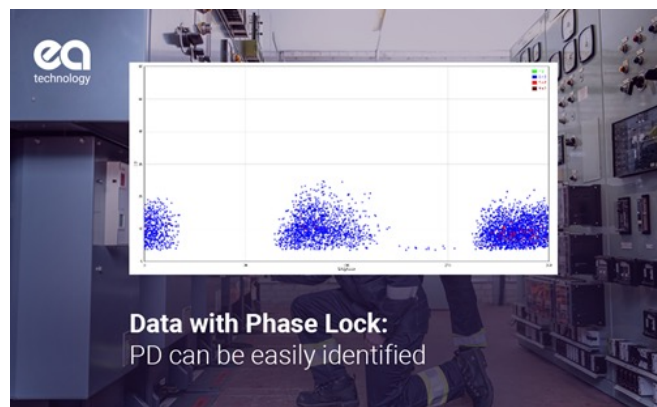 ea
technology
Data with Phase Lock:
PD can be easily identified